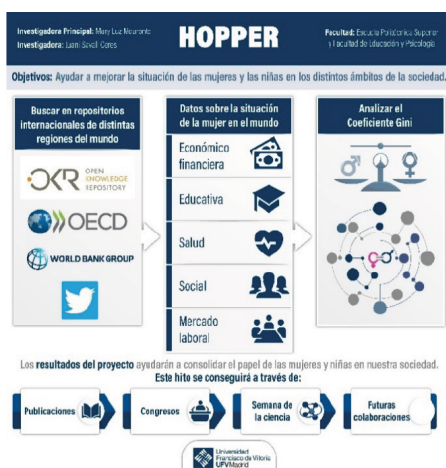 Investigadora Principal: Mary Luz Mouronte
Investigadora:
HOPPER
Facultad: Escuela Politécnica Superior
y Facultad de Educación y Psicología
Objetivos: Ayudar a mejorar la situación de las mujeres y las niñas en los distintos ámbitos de la sociedad.
Buscar en repositorios
internacionales de distintas
regiones del mundo
OKR OPEN
KNOWLEDGE
REPOSITORY
OECD
WORLD BANK GROUP
Datos sobre la situación
de la mujer en el mundo
Económico
financiera
Educativa
Salud
Social
Mercado
laboral
Analizar el
Coeficiente Gini
Los resultados del proyecto ayudarán a consolidar el papel de las mujeres y niñas en nuestra sociedad.
Este hito se conseguirá a través de:
Publicaciones
Congresos
Semana de
la ciencia
Futuras
colaboraciones
Universidad
Francisco de Vitoria
UFV Madrid